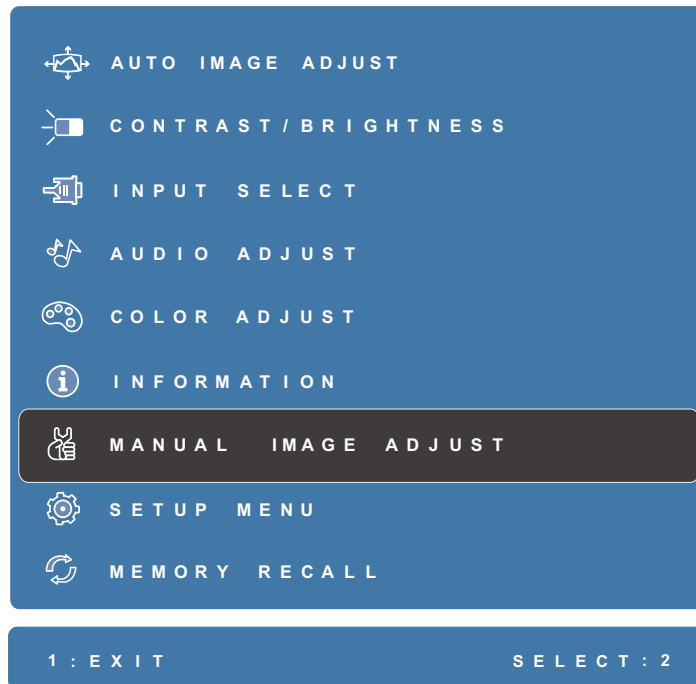 AUTO IMAGE ADJUST
CONTRAST/BRIGHTNESS
INPUT SELECT
AUDIO ADJUST
COLOR ADJUST
INFORMATION
MANUAL IMAGE ADJUST
SETUP MENU
MEMORY RECALL
1:EXIT SELECT:2